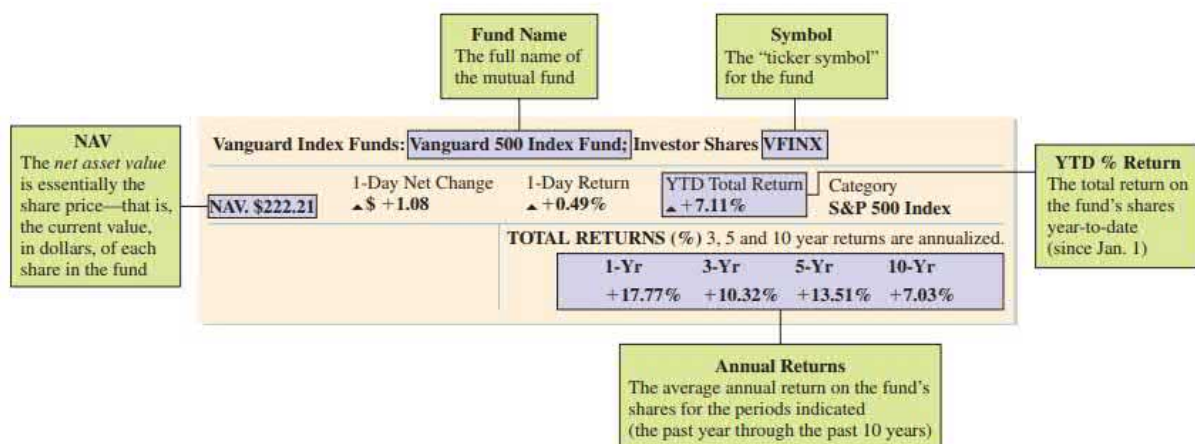 Fund Name
The full name of
the mutual fund
Symbol
The “ticker symbol”
for the fund
NAV
The net asset value
is essentially the
share price—that is,
the current value,
in dollars, of each
share in the fund
Vanguard Index Funds: Vanguard 500 Index Fund; Investor Shares VFINX
NAV. $222.21
1-Day Net Change
▲$ +1.08
1-Day Return
▲+0.49%
YTD Total Return
▲+7.11%
Category
S&P 500 Index
TOTAL RETURNS (%) 3, 5 and 10 year returns are annualized.
1-Yr 3-Yr 5-Yr 10-Yr
+17.77% +10.32% +13.51% +7.03%
YTD % Return
The total return on
the fund’s shares
year-to-date
(since Jan. 1)
Annual Returns
The average annual return on the fund’s
shares for the periods indicated
(the past year through the past 10 years)